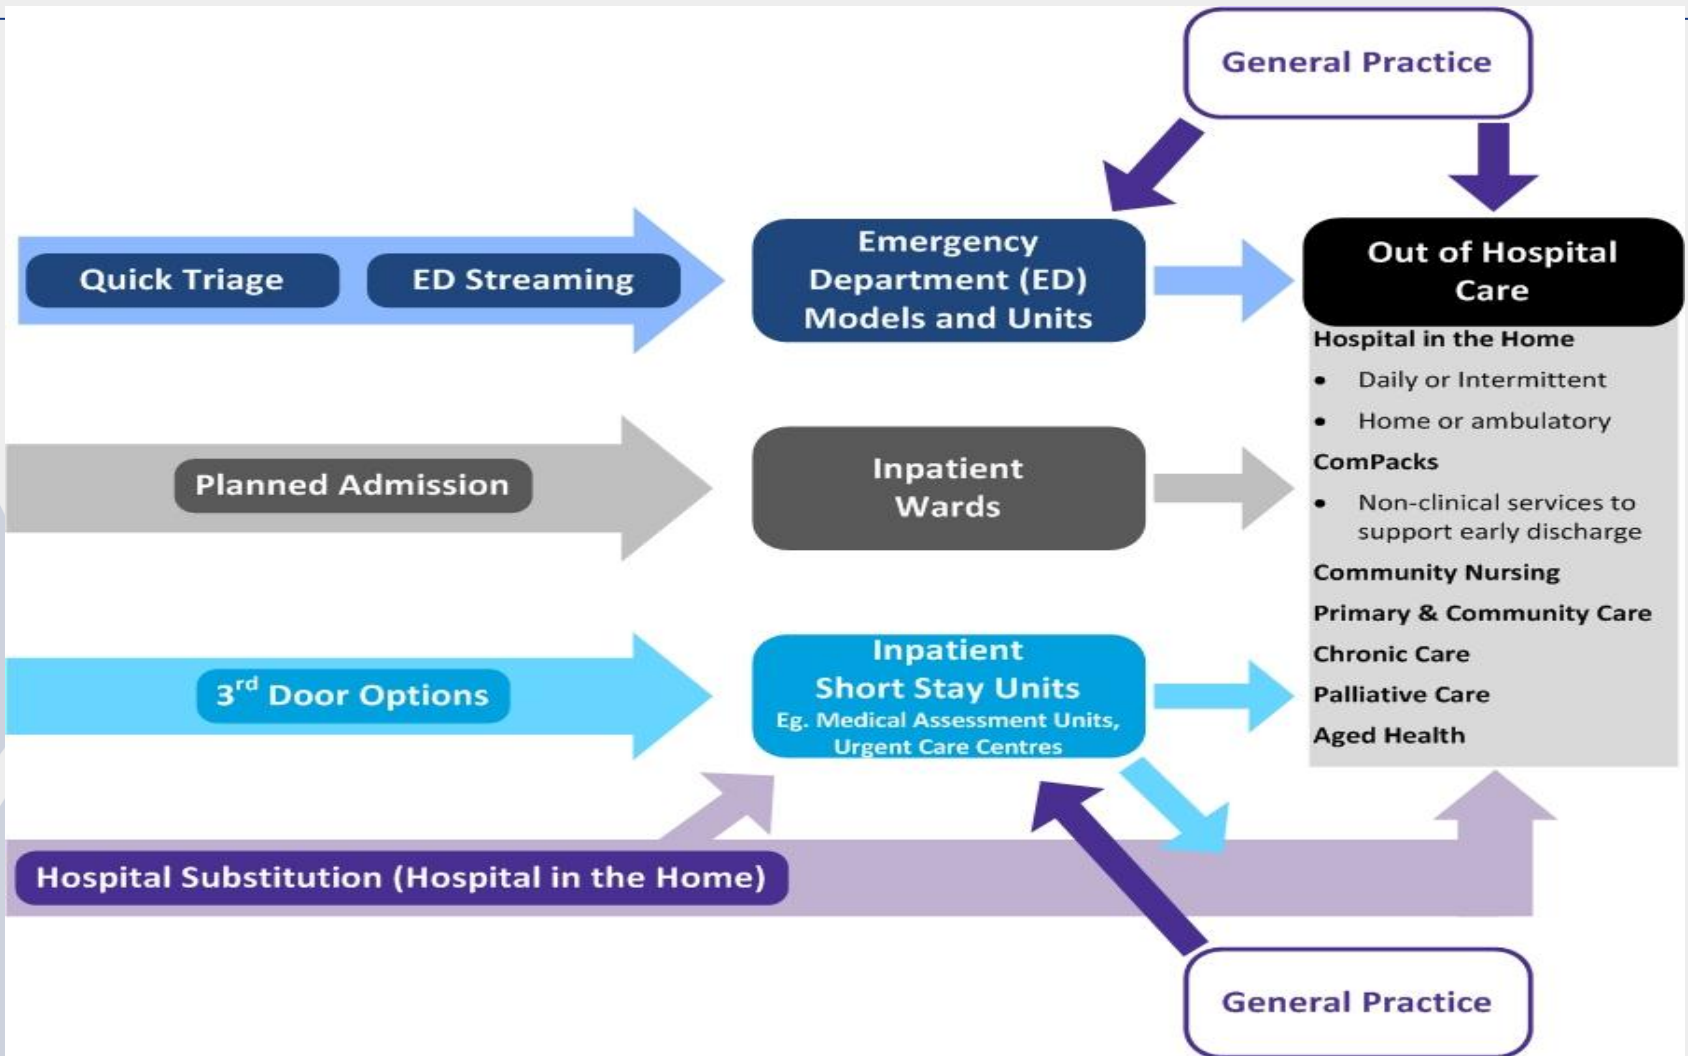 General Practice
Quick Triage
ED Streaming
Emergency
Department (ED)
Models and Units
Out of Hospital
Care
Hospital in the Home
• Daily or Intermittent
• Home or ambulatory
ComPacks
• Non-clinical services to
support early discharge
Community Nursing
Primary & Community Care
Chronic Care
Palliative Care
Aged Health
Planned Admission
Inpatient
Wards
3rd Door Options
Inpatient
Short Stay Units
Eg. Medical Assessment Units,
Urgent Care Centres
Hospital Substitution (Hospital in the Home)
General Practice